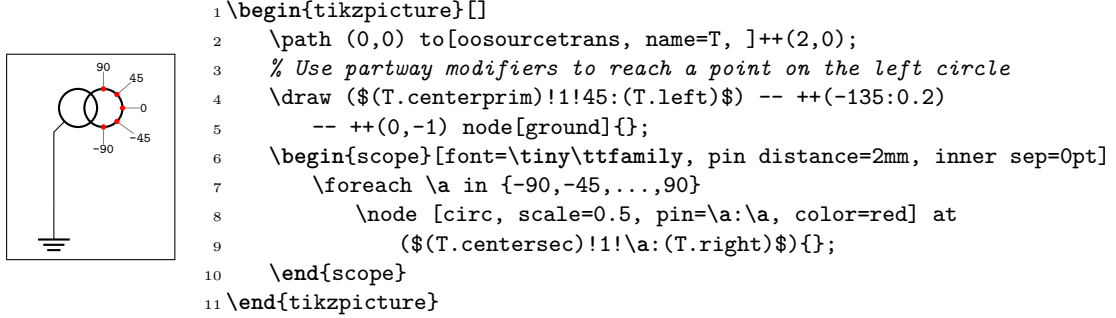 90
45
0
-45
-90
1 \begin{tikzpicture}[]
2     \path (0,0) to[oosourcetrans, name=T, ]++(2,0);
3     % Use partway modifiers to reach a point on the left circle
4     \draw ($(T.centerprim)!1!45:(T.left)$) -- ++(-135:0.2)
5         -- ++(0,-1) node[ground]{};
6     \begin{scope}[font=\tiny\ttfamily, pin distance=2mm, inner sep=0pt]
7         \foreach \a in {-90,-45,...,90}
8             \node [circ, scale=0.5, pin=\a:\a, color=red] at
9                 ($(T.centersec)!1!\a:(T.right)$){};
10     \end{scope}
11 \end{tikzpicture}